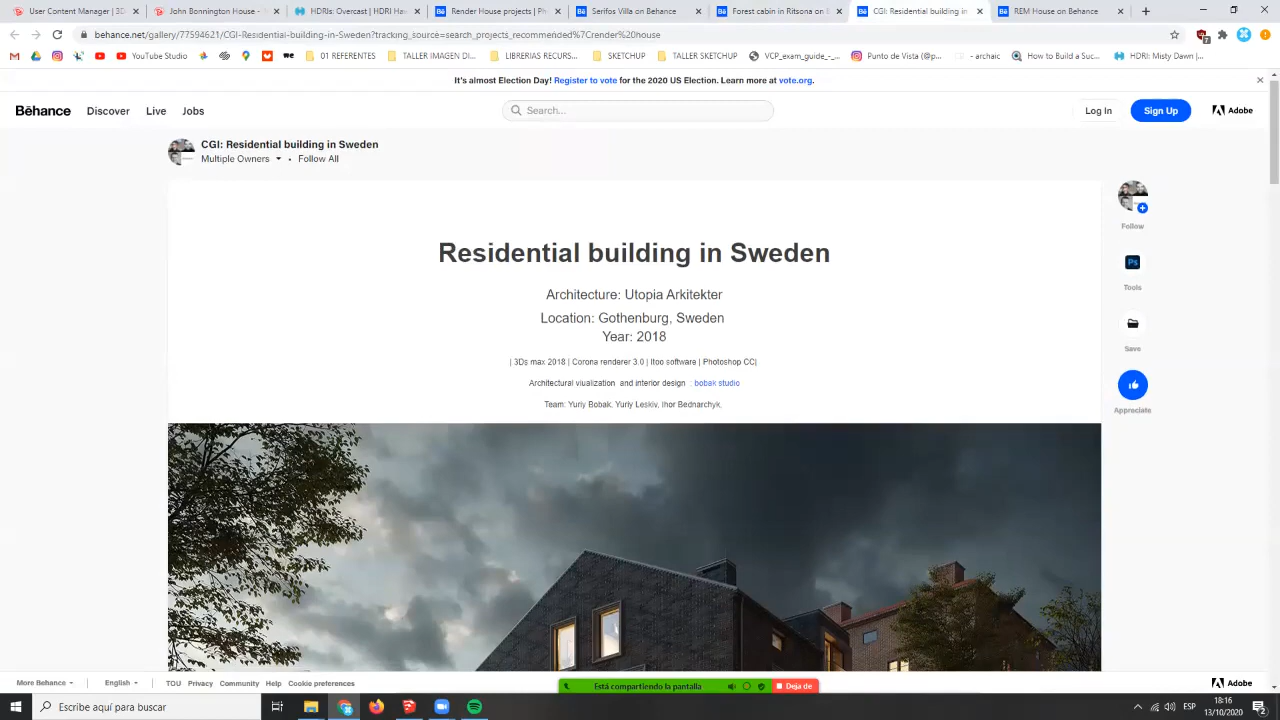 User Manager | 3D
John Banovich Studio
HDRIs: Overcast | HDRI Ha
Render House projects | Ph
Serifos Villa on Behance
Forest cabin in Ritsona on B
CGI: Residential building in
REM House on Behance
behance.net/gallery/77594621/CGI-Residential-building-in-Sweden?tracking_source=search_projects_recommended%7Crender%20house
YouTube Studio
01 REFERENTES
TALLER IMAGEN DI...
LIBRERIAS RECURS...
SKETCHUP
TALLER SKETCHUP
VCP_exam_guide_-...
Punto de Vista (@p...
- archaic
How to Build a Suc...
HDRI: Misty Dawn |...
It's almost Election Day! Register to vote for the 2020 US Election. Learn more at vote.org.
Bēhance Discover Live Jobs
Search...
Log In
Sign Up
Adobe
CGI: Residential building in Sweden
Multiple Owners • Follow All
Residential building in Sweden
Architecture: Utopia Arkitekter
Location: Gothenburg, Sweden
Year: 2018
| 3Ds max 2018 | Corona renderer 3.0 | Itoo software | Photoshop CC|
Architectural viualization and interior design . bobak studio
Team: Yuriy Bobak, Yuriy Leskiv, Ihor Bednarchyk,
Follow
Ps
Tools
Save
Appreciate
More Behance
English
TOU Privacy Community Help Cookie preferences
Está compartiendo la pantalla
Deja de
Adobe
Escribe aquí para buscar
ESP
18:16
13/10/2020
2